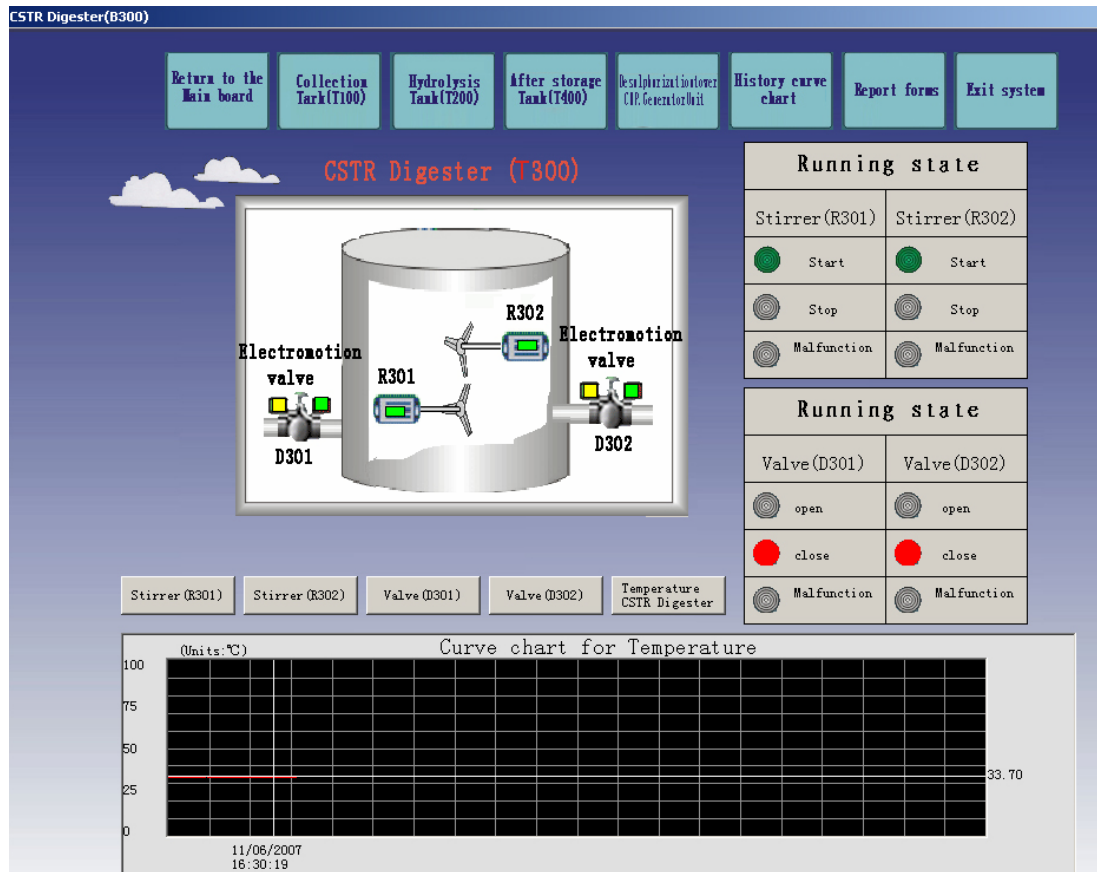 CSTR Digester(B300)
Return to the
Main board
Collection
Tark(T100)
Hydrolysis
Tank(T200)
After storage
Tank(T400)
Desulphurizationtower
CHP.GeneratorUnit
History curve
chart
Report forms
Exit system
CSTR Digester (T300)
Running state
Stirrer(R301)
Stirrer(R302)
Start
Start
Stop
Stop
Malfunction
Malfunction
R302
Electromotion
valve
Electromotion
valve
R301
D301
D302
Running state
Valve(D301)
Valve(D302)
open
open
close
close
Malfunction
Malfunction
Stirrer(R301)
Stirrer(R302)
Valve(D301)
Valve(D302)
Temperature
CSTR Digester
(Units:℃)
Curve chart for Temperature
100
75
50
25
0
33.70
11/06/2007
16:30:19